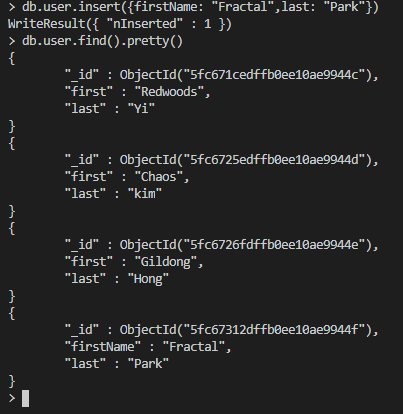 > db.user.insert({firstName: "Fractal",last: "Park"})
WriteResult({ "nInserted" : 1 })
> db.user.find().pretty()
{
"_id" : ObjectId("5fc671cedffb0ee10ae9944c"),
"first" : "Redwoods",
"last" : "Yi"
}
{
"_id" : ObjectId("5fc6725edffb0ee10ae9944d"),
"first" : "Chaos",
"last" : "kim"
}
{
"_id" : ObjectId("5fc6726fdffb0ee10ae9944e"),
"first" : "Gildong",
"last" : "Hong"
}
{
"_id" : ObjectId("5fc67312dffb0ee10ae9944f"),
"firstName" : "Fractal",
"last" : "Park"
}
>